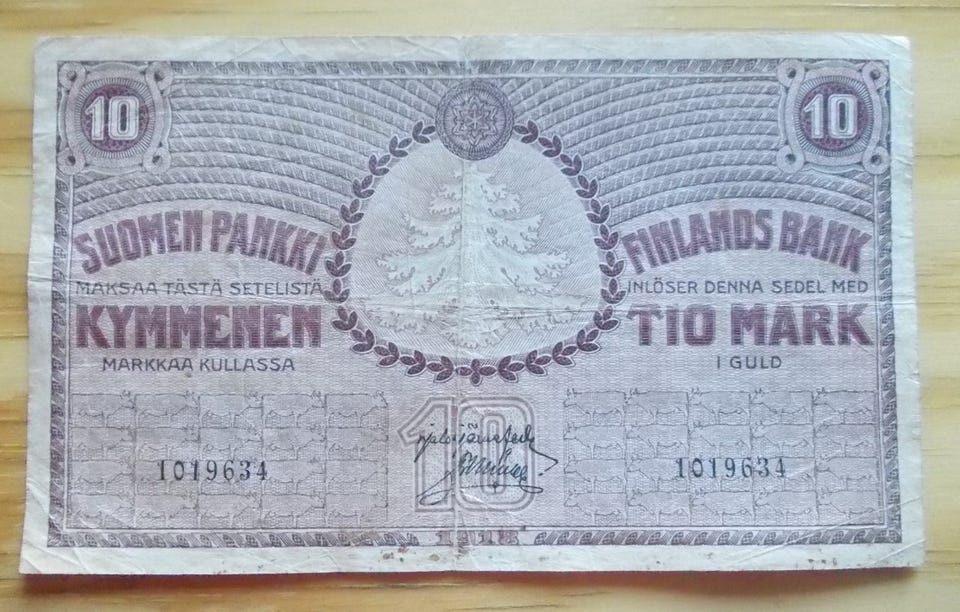 10 10
SUOMEN PANKKI
MAKSAA TÄSTÄ SETELISTÄ
KYMMENEN
MARKKAA KULLASSA
FINLANDS BANK
INLÖSER DENNA SEDEL MED
TIO MARK
I GULD
10
1019634 1019634
1918